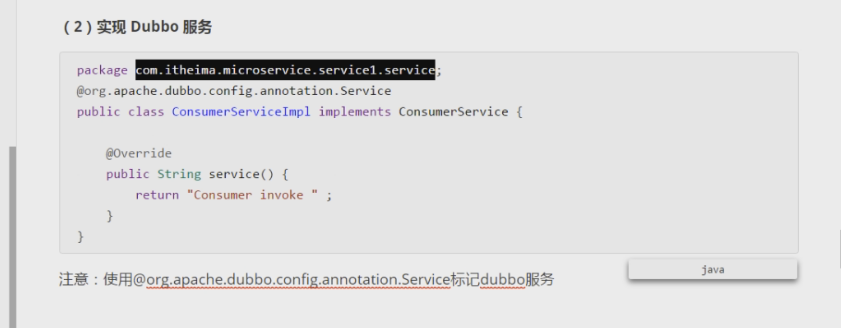 （2）实现 Dubbo 服务
package com.itheima.microservice.service1.service;
@org.apache.dubbo.config.annotation.Service
public class ConsumerServiceImpl implements ConsumerService {
@Override
public String service() {
return "Consumer invoke " ;
}
}
注意：使用@org.apache.dubbo.config.annotation.Service标记dubbo服务
java